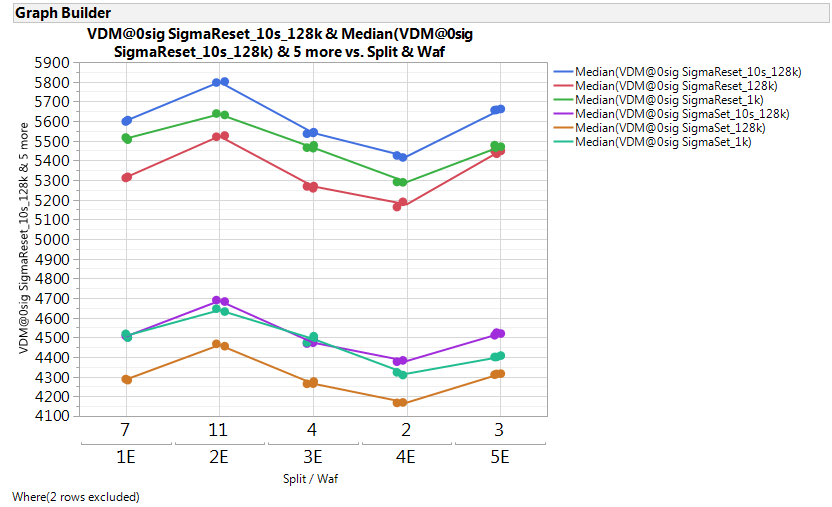 Graph Builder
VDM@0sig SigmaReset_10s_128k & Median(VDM@0sig
SigmaReset_10s_128k) & 5 more vs. Split & Waf
VDM@0sig SigmaReset_10s_128k & 5 more
5900
5800
5700
5600
5500
5400
5300
5200
5100
5000
4900
4800
4700
4600
4500
4400
4300
4200
4100
Median(VDM@0sig SigmaReset_10s_128k)
Median(VDM@0sig SigmaReset_128k)
Median(VDM@0sig SigmaReset_1k)
Median(VDM@0sig SigmaSet_10s_128k)
Median(VDM@0sig SigmaSet_128k)
Median(VDM@0sig SigmaSet_1k)
7 11 4 2 3
1E 2E 3E 4E 5E
Split / Waf
Where(2 rows excluded)